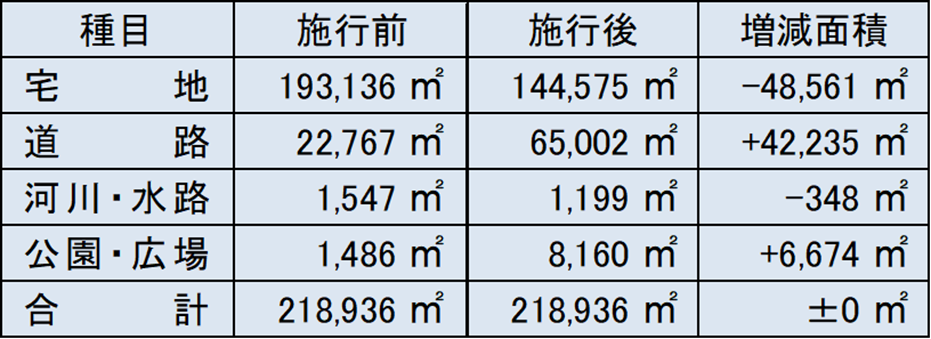 種目 施行前 施行後 増減面積
宅地 193,136 ㎡ 144,575 ㎡ -48,561 ㎡
道路 22,767 ㎡ 65,002 ㎡ +42,235 ㎡
河川・水路 1,547 ㎡ 1,199 ㎡ -348 ㎡
公園・広場 1,486 ㎡ 8,160 ㎡ +6,674 ㎡
合計 218,936 ㎡ 218,936 ㎡ ±0 ㎡